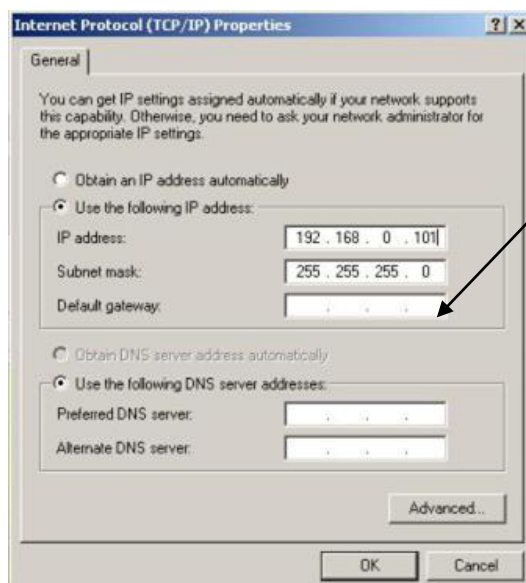 Internet Protocol (TCP/IP) Properties
General
You can get IP settings assigned automatically if your network supports
this capability. Otherwise, you need to ask your network administrator for
the appropriate IP settings.
Obtain an IP address automatically
Use the following IP address:
IP address: 192 . 168 . 0 . 101
Subnet mask: 255 . 255 . 255 . 0
Default gateway: . . .
Obtain DNS server address automatically
Use the following DNS server addresses:
Preferred DNS server: . . .
Alternate DNS server: . . .
Advanced...
OK Cancel